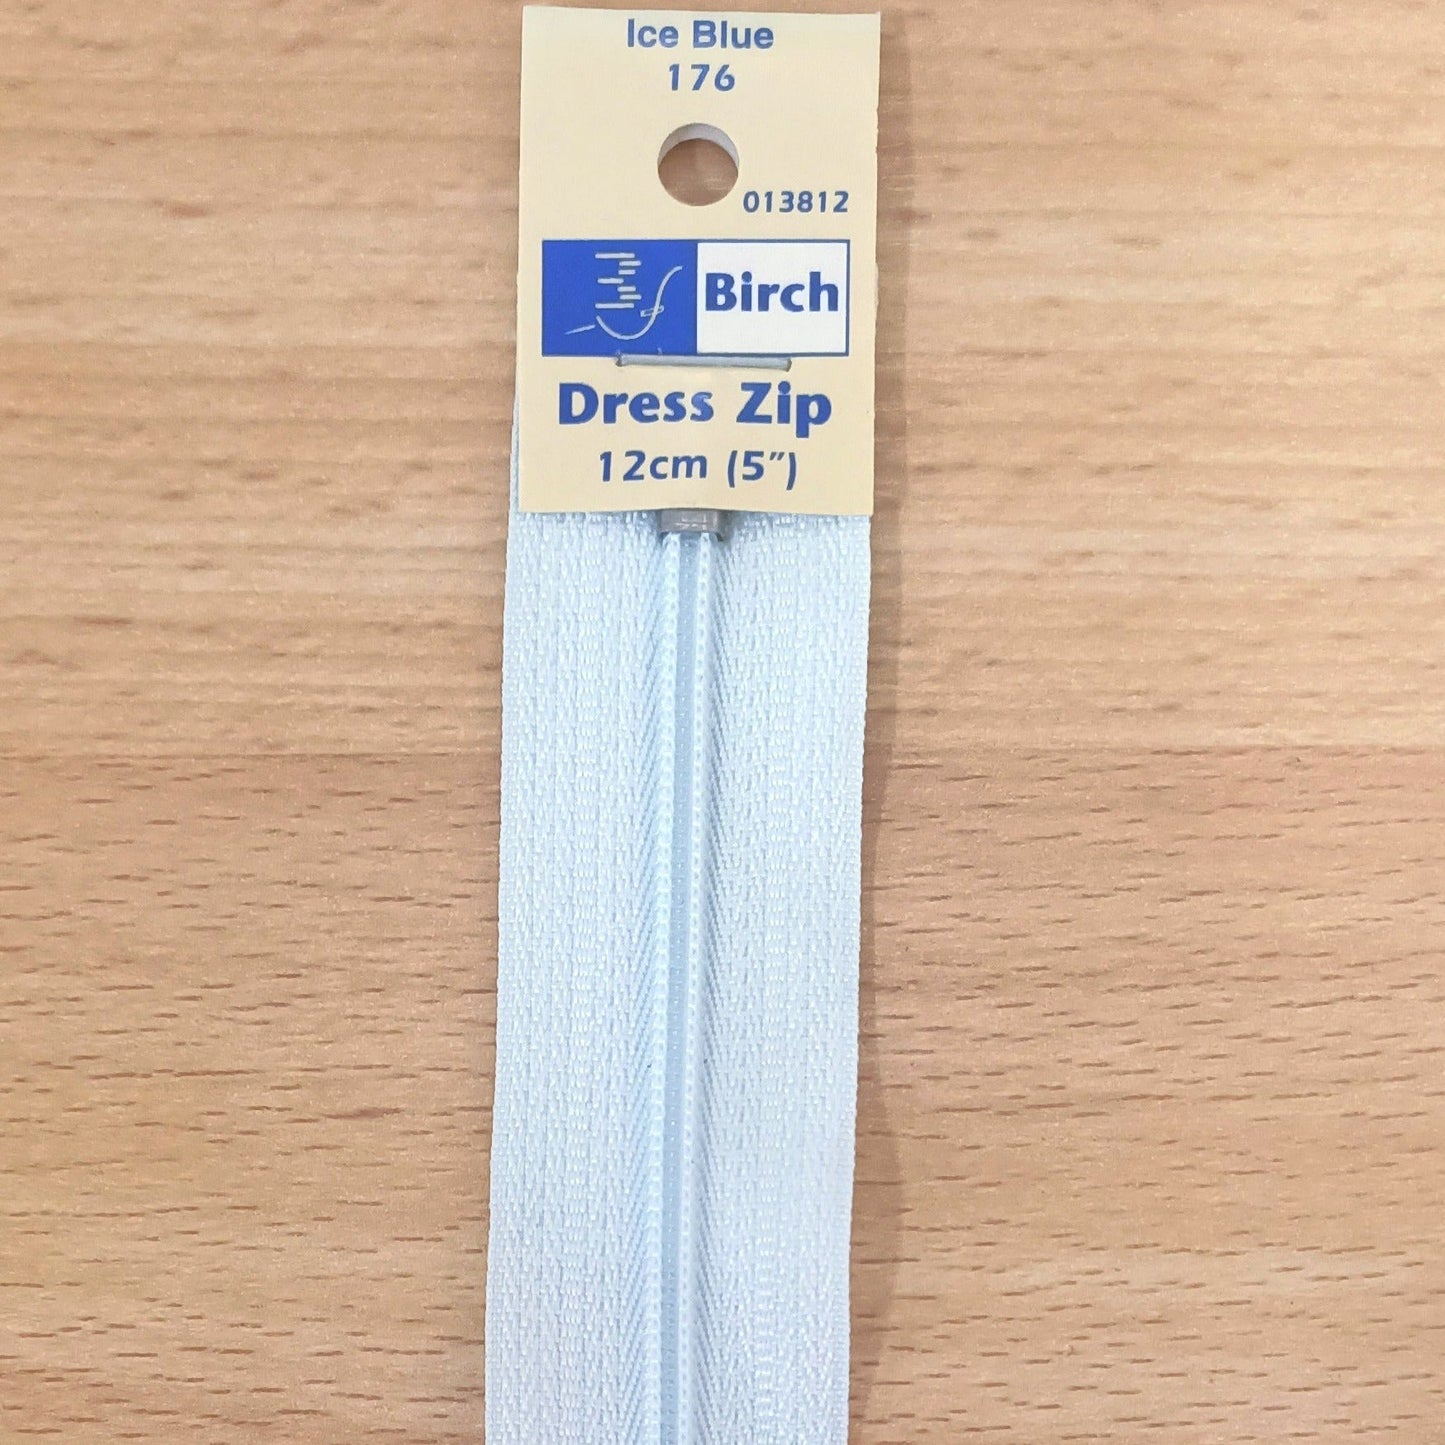 Ice Blue
176
013812
Birch
Dress Zip
12cm (5″)